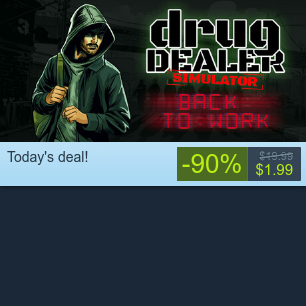 drug
DEALER
SIMULATOR
BACK
TO WORK
Today's deal!
-90%
$19.99
$1.99